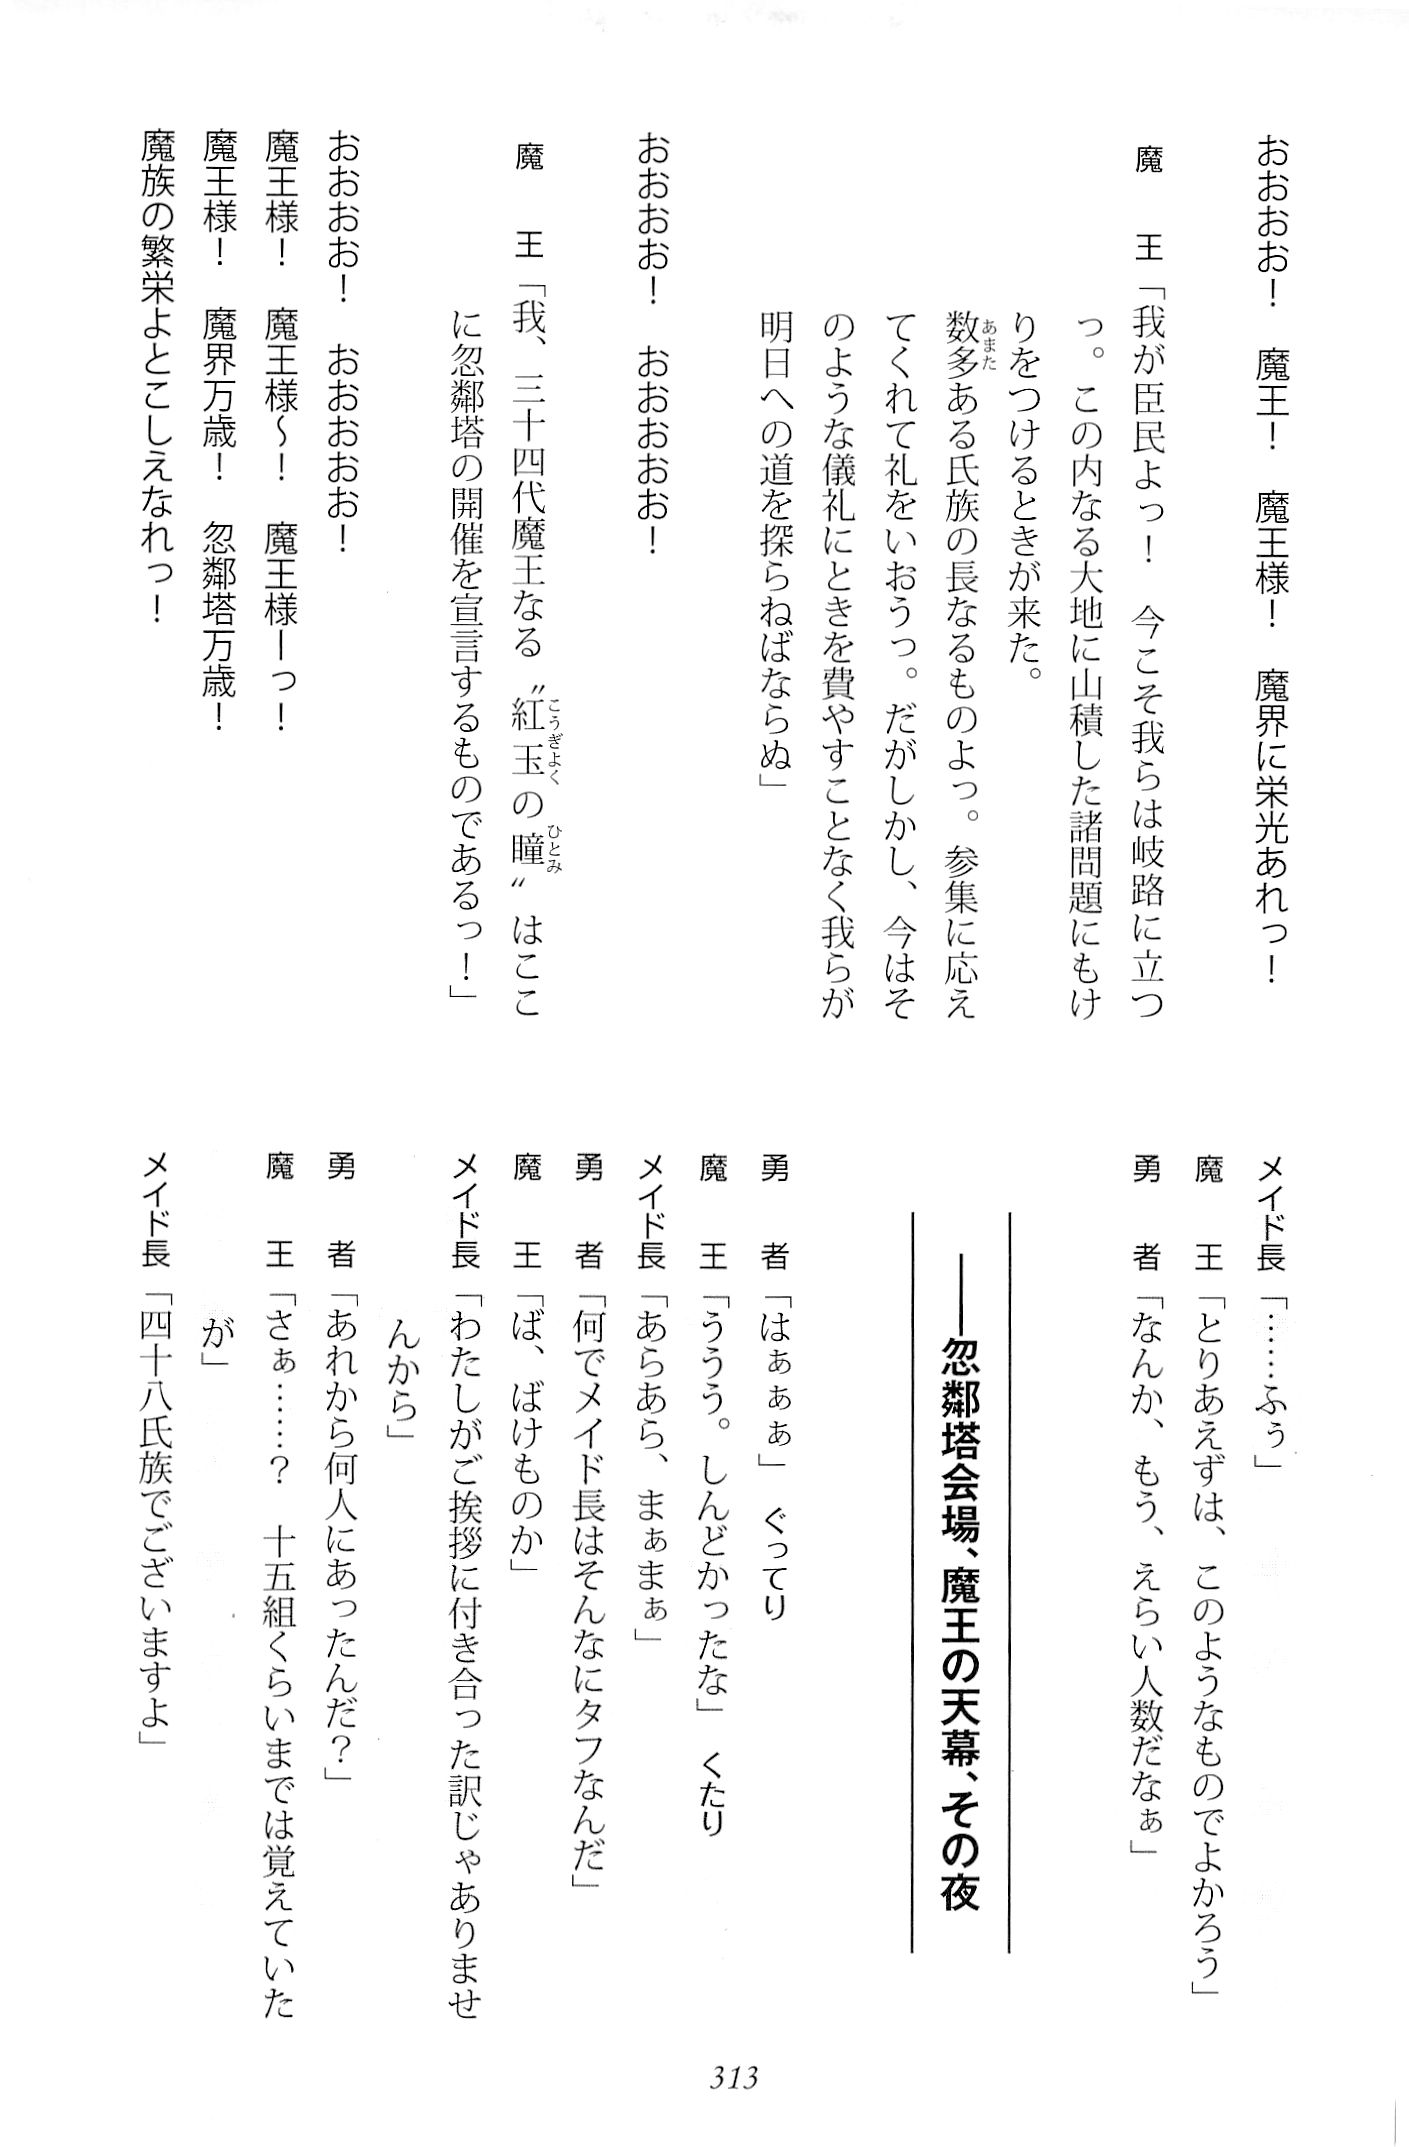 おおおお！　魔王！　魔王様！　魔界に栄光あれっ！
魔　王「我が臣民よっ！　今こそ我らは岐路に立つ
っ。この内なる大地に山積した諸問題にもけ
りをつけるときが来た。
数多ある氏族の長なるものよっ。参集に応え
あまた
てくれて礼をいおうっ。だがしかし、今はそ
のような儀礼にときを費やすことなく我らが
明日への道を探らねばならぬ」
おおおお！　おおおおお！
魔　王「我、三十四代魔王なる〝紅玉の瞳〟はここ
こうぎよく
ひとみ
に忽鄰塔の開催を宣言するものであるっ！」
おおおお！　おおおおお！
魔王様！　魔王様～！　魔王様ーっ！
魔王様！　魔界万歳！　忽鄰塔万歳！
魔族の繁栄よとこしえなれっ！
メイド長「……ふぅ」
魔　王「とりあえずは、このようなものでよかろう」
勇　者「なんか、もう、えらい人数だなぁ」
――忽鄰塔会場、魔王の天幕、その夜
勇　者「はぁぁぁ」　ぐってり
魔　王「ううう。しんどかったな」　くたり
メイド長「あらあら、まぁまぁ」
勇　者「何でメイド長はそんなにタフなんだ」
魔　王「ば、ばけものか」
メイド長「わたしがご挨拶に付き合った訳じゃありませ
んから」
勇　者「あれから何人にあったんだ？」
魔　王「さぁ……？　十五組くらいまでは覚えていた
が」
メイド長「四十八氏族でございますよ」
313